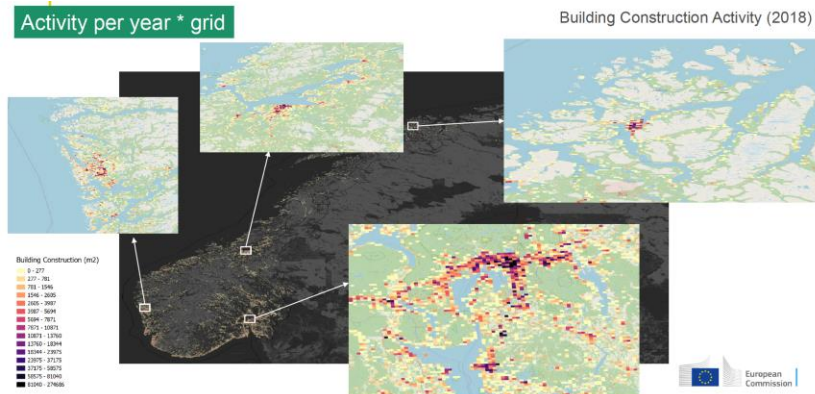 Activity per year * grid
Building Construction Activity (2018)
Building Construction (m2)
0 - 277
277 - 781
781 - 1546
1546 - 2605
2605 - 3987
3987 - 5694
5694 - 7871
7871 - 10871
10871 - 13760
13760 - 18344
18344 - 23975
23975 - 37175
37175 - 58575
58575 - 81040
81040 - 274686
European
Commission